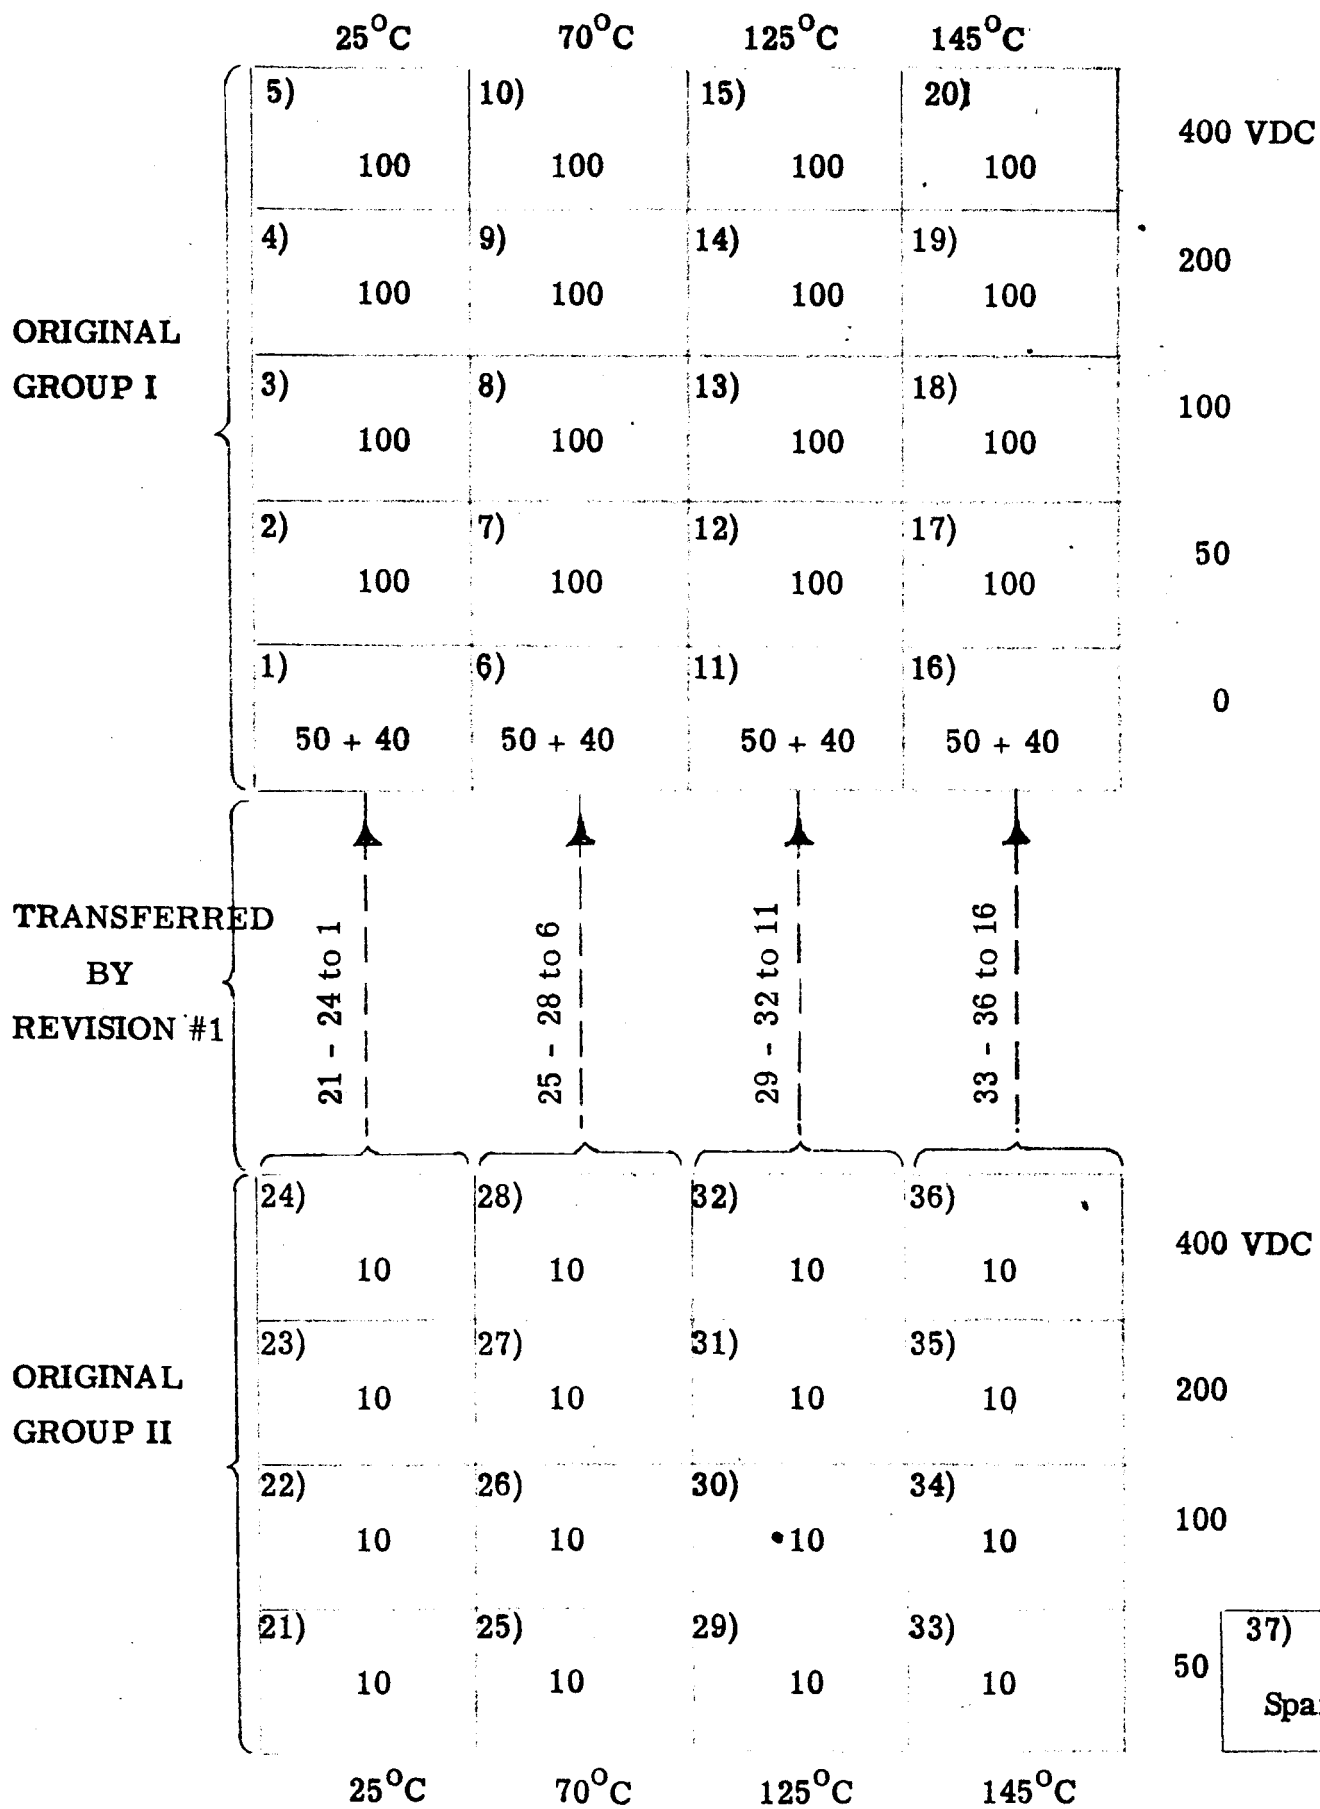 25°C 70°C 125°C 145°C
5) 10) 15) 20)
400 VDC
100 100 100 100
4) 9) 14) 19)
200
100 100 100 100
ORIGINAL
GROUP I
3) 8) 13) 18)
100
100 100 100 100
2) 7) 12) 17)
50
100 100 100 100
1) 6) 11) 16)
0
50 + 40 50 + 40 50 + 40 50 + 40
TRANSFERRED
BY
REVISION #1
21 - 24 to 1
25 - 28 to 6
29 - 32 to 11
33 - 36 to 16
24) 28) 32) 36)
400 VDC
10 10 10 10
23) 27) 31) 35)
ORIGINAL
GROUP II
200
10 10 10 10
22) 26) 30) 34)
100
10 10 10 10
21) 25) 29) 33)
37)
50
10 10 10 10
25°C 70°C 125°C 145°C